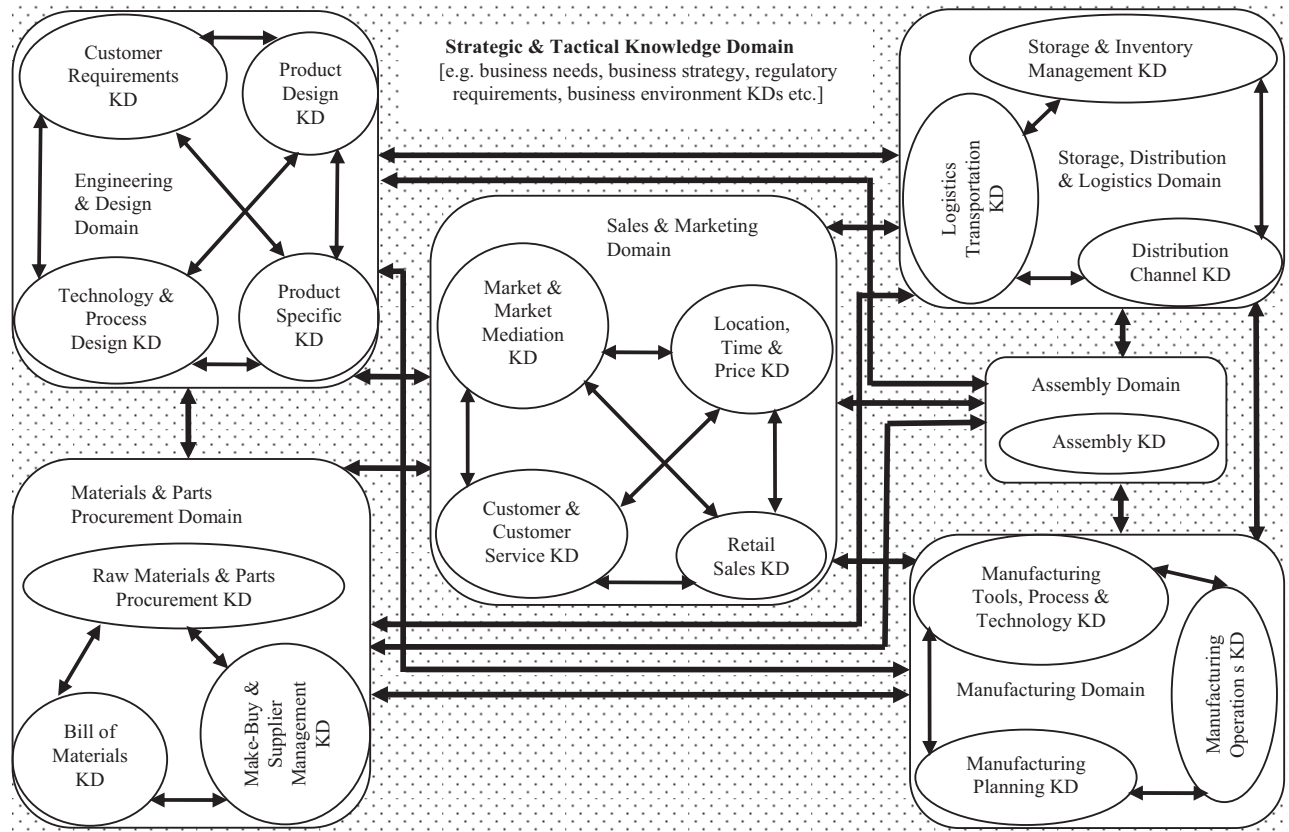 Strategic & Tactical Knowledge Domain
[e.g. business needs, business strategy, regulatory
requirements, business environment KDs etc.]
Customer
Requirements
KD
Product
Design
KD
Engineering
& Design
Domain
Technology &
Process
Design KD
Product
Specific
KD
Storage & Inventory
Management KD
Logistics
Transportation
KD
Storage, Distribution
& Logistics Domain
Distribution
Channel KD
Sales & Marketing
Domain
Market &
Market
Mediation
KD
Location,
Time &
Price KD
Customer &
Customer
Service KD
Retail
Sales KD
Assembly Domain
Assembly KD
Materials & Parts
Procurement Domain
Raw Materials & Parts
Procurement KD
Bill of
Materials
KD
Make-Buy &
Supplier
Management
KD
Manufacturing
Tools, Process &
Technology KD
Manufacturing
Operation s KD
Manufacturing Domain
Manufacturing
Planning KD